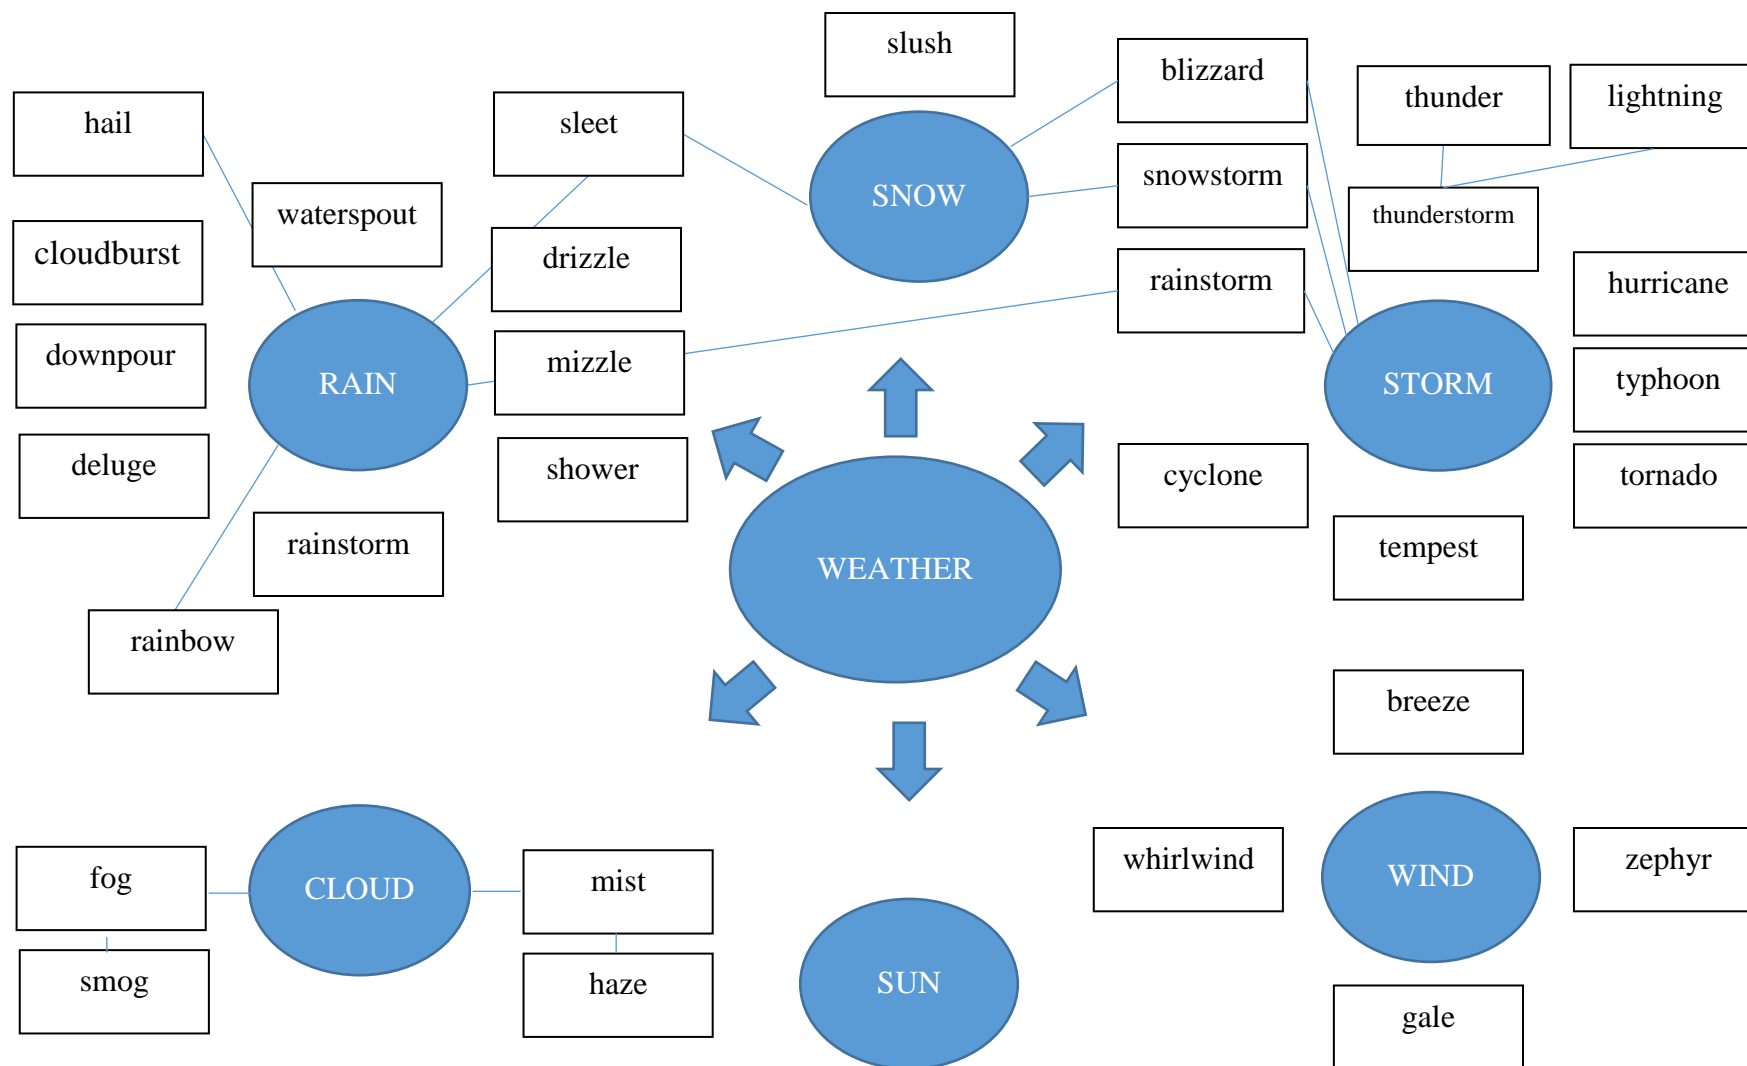 slush
blizzard
thunder
lightning
hail
sleet
snowstorm
SNOW
thunderstorm
waterspout
cloudburst
drizzle
rainstorm
hurricane
downpour
RAIN
mizzle
STORM
typhoon
deluge
shower
cyclone
tornado
rainstorm
tempest
WEATHER
rainbow
breeze
fog
CLOUD
mist
whirlwind
WIND
zephyr
smog
haze
SUN
gale